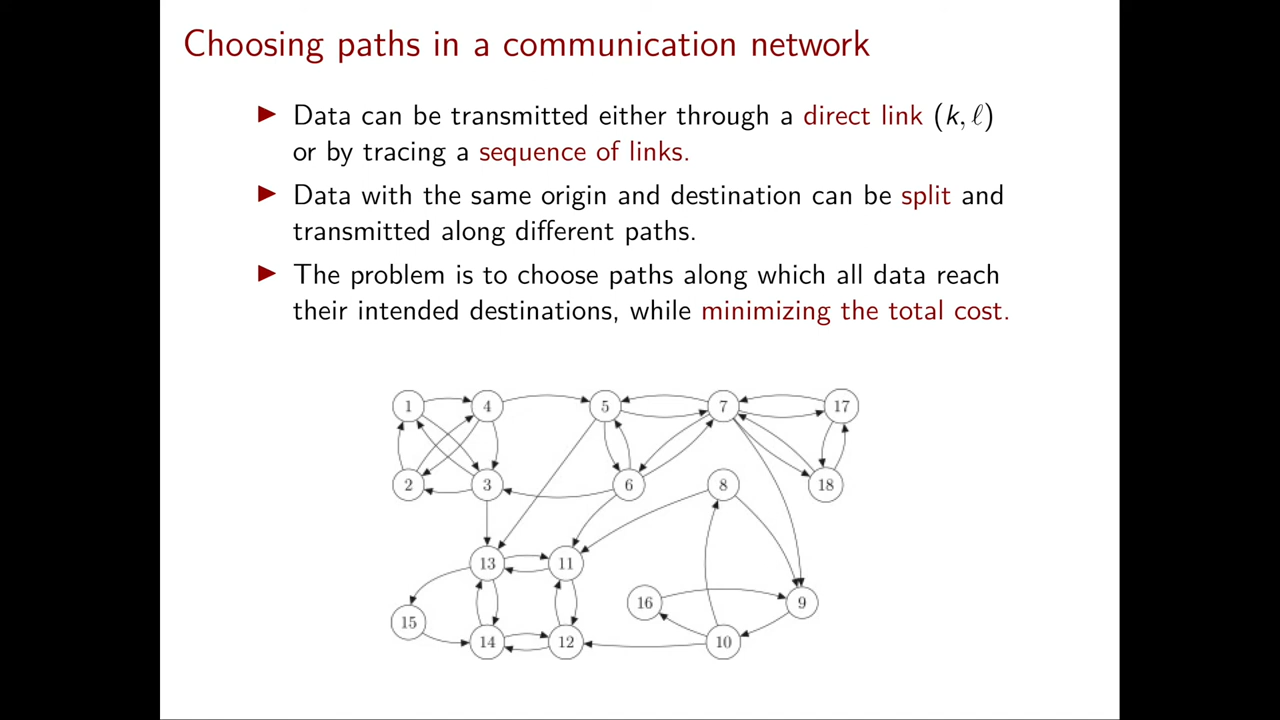 Choosing paths in a communication network
▶ Data can be transmitted either through a direct link (k, ℓ)
or by tracing a sequence of links.
▶ Data with the same origin and destination can be split and
transmitted along different paths.
▶ The problem is to choose paths along which all data reach
their intended destinations, while minimizing the total cost.
1 4 5 7 17
2 3 6 8 18
13 11
16 9
15
14 12 10